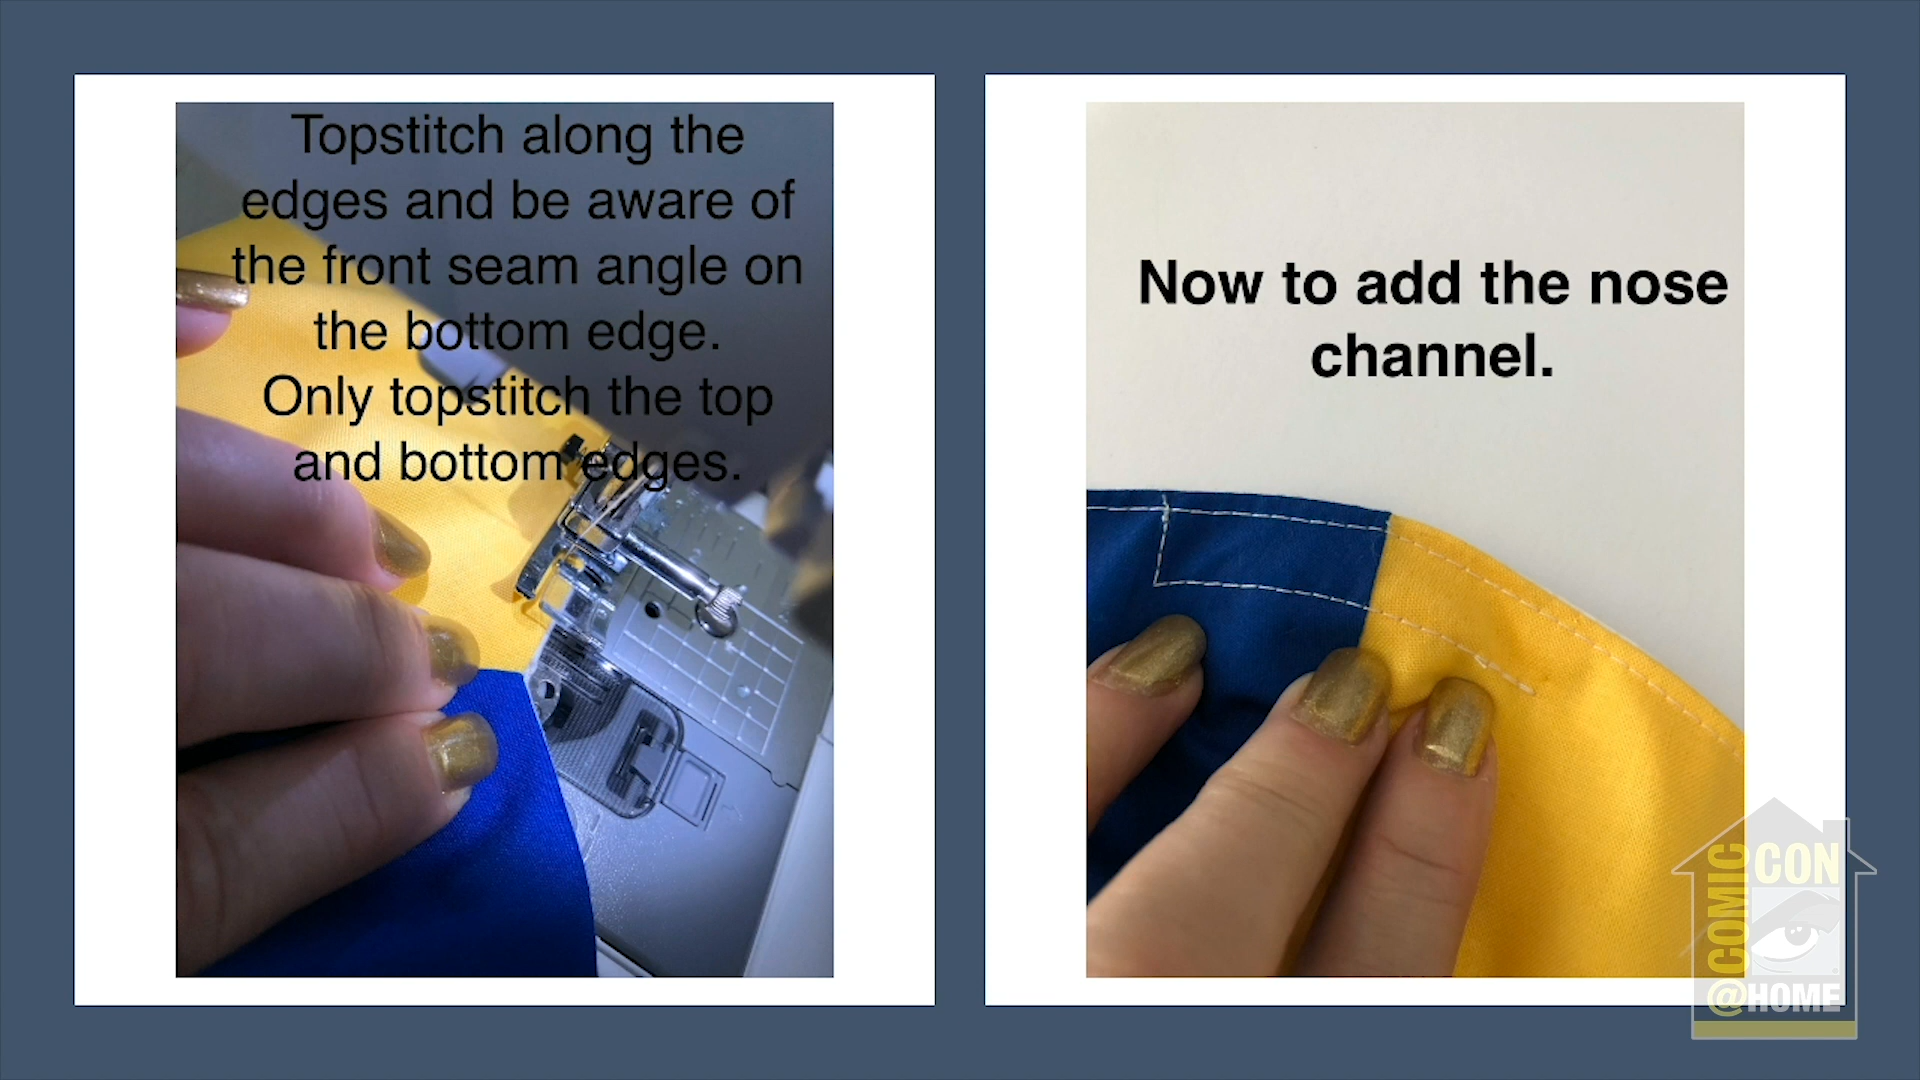 Topstitch along the
edges and be aware of
the front seam angle on
the bottom edge.
Only topstitch the top
and bottom edges.
Now to add the nose
channel.
COMIC
CON
@HOME